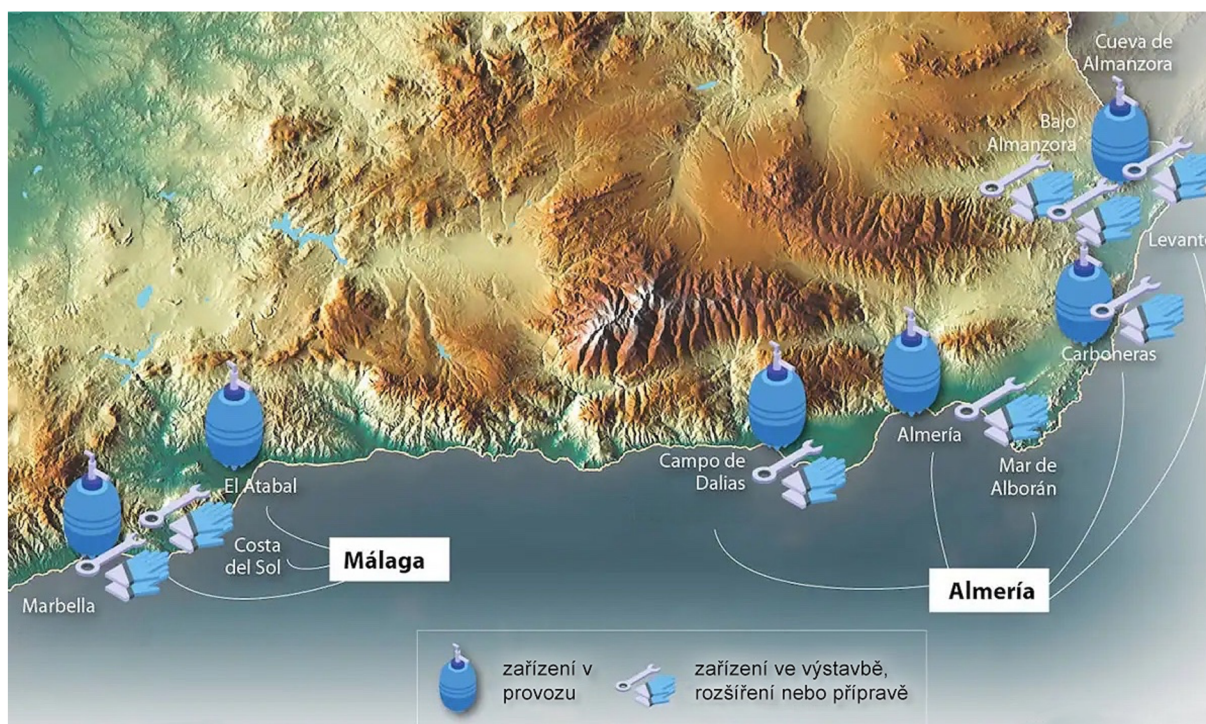 Cueva de
Almanzora
Bajo
Almanzora
Levante
Carboneras
Almería
Mar de
Alborán
Campo de
Dalias
El Atabal
Costa
del Sol
Málaga
Almería
Marbella
zařízení v
provozu
zařízení ve výstavbě,
rozšíření nebo přípravě